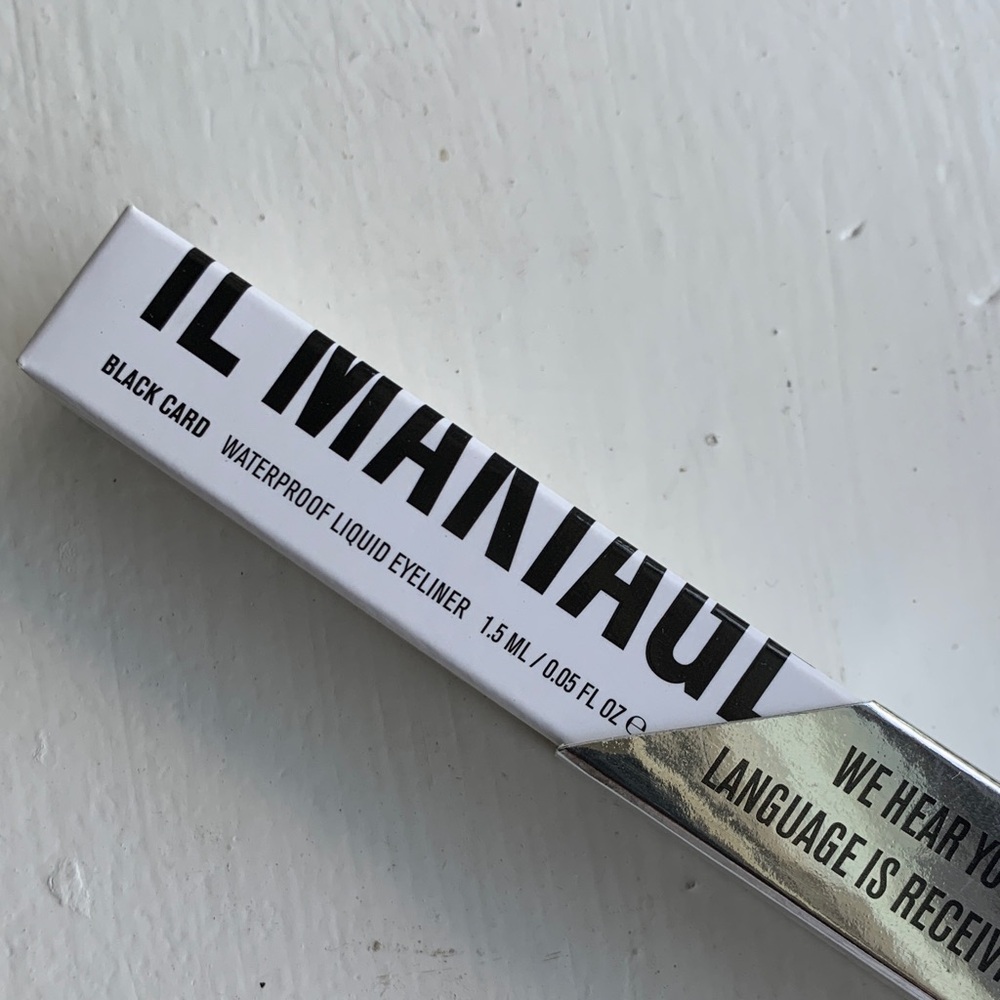 IL MAKIAGE
BLACK CARD WATERPROOF LIQUID EYELINER 1.5 ML / 0.05 FL OZ ℮
WE HEAR
LANGUAGE IS